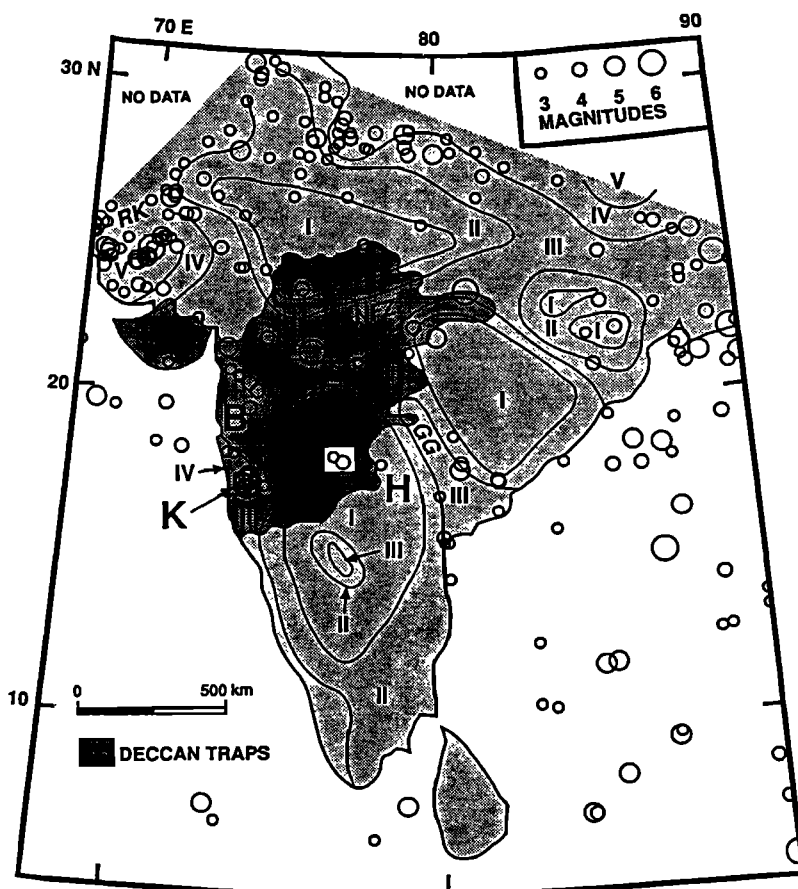 70 E
80
90
30 N
NO DATA
NO DATA
3 4 5 6
MAGNITUDES
V
IV
RK
I
II
III
V
IV
I
II
I
N
20
I
B
GG
IV
H
III
K
I
III
II
10
0 500 km
II
DECCAN TRAPS